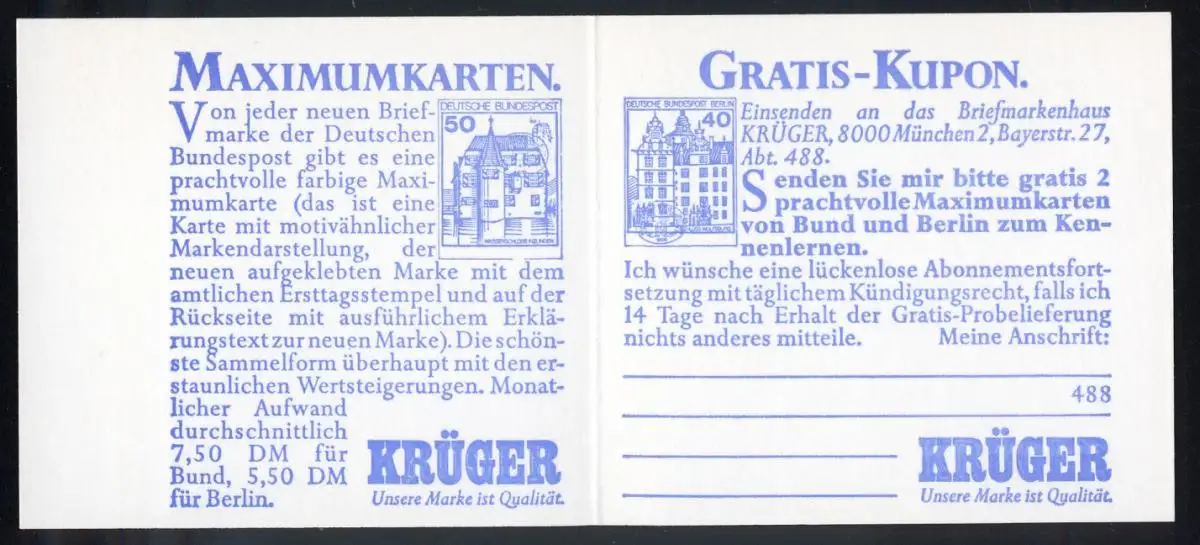 MAXIMUMKARTEN.
Von jeder neuen Brief-
marke der Deutschen
Bundespost gibt es eine
prachtvolle farbige Maxi-
mumkarte (das ist eine
Karte mit motivähnlicher
Markendarstellung, der
neuen aufgeklebten Marke mit dem
amtlichen Ersttagsstempel und auf der
Rückseite mit ausführlichem Erklä-
rungstext zur neuen Marke). Die schön-
ste Sammelform überhaupt mit den er-
staunlichen Wertsteigerungen. Monat-
licher Aufwand
durchschnittlich
7,50 DM für
Bund, 5,50 DM
für Berlin.
DEUTSCHE BUNDESPOST
50
WASSERSCHLOSS INZLINGEN
KRÜGER
Unsere Marke ist Qualität.
GRATIS-KUPON.
DEUTSCHE BUNDESPOST BERLIN
40
Einsenden an das Briefmarkenhaus
KRÜGER, 8000 München 2, Bayerstr. 27,
Abt. 488.
Senden Sie mir bitte gratis 2
prachtvolle Maximumkarten
von Bund und Berlin zum Ken-
nenlernen.
Ich wünsche eine lückenlose Abonnementsfort-
setzung mit täglichem Kündigungsrecht, falls ich
14 Tage nach Erhalt der Gratis-Probelieferung
nichts anderes mitteile. Meine Anschrift:
488
KRÜGER
Unsere Marke ist Qualität.